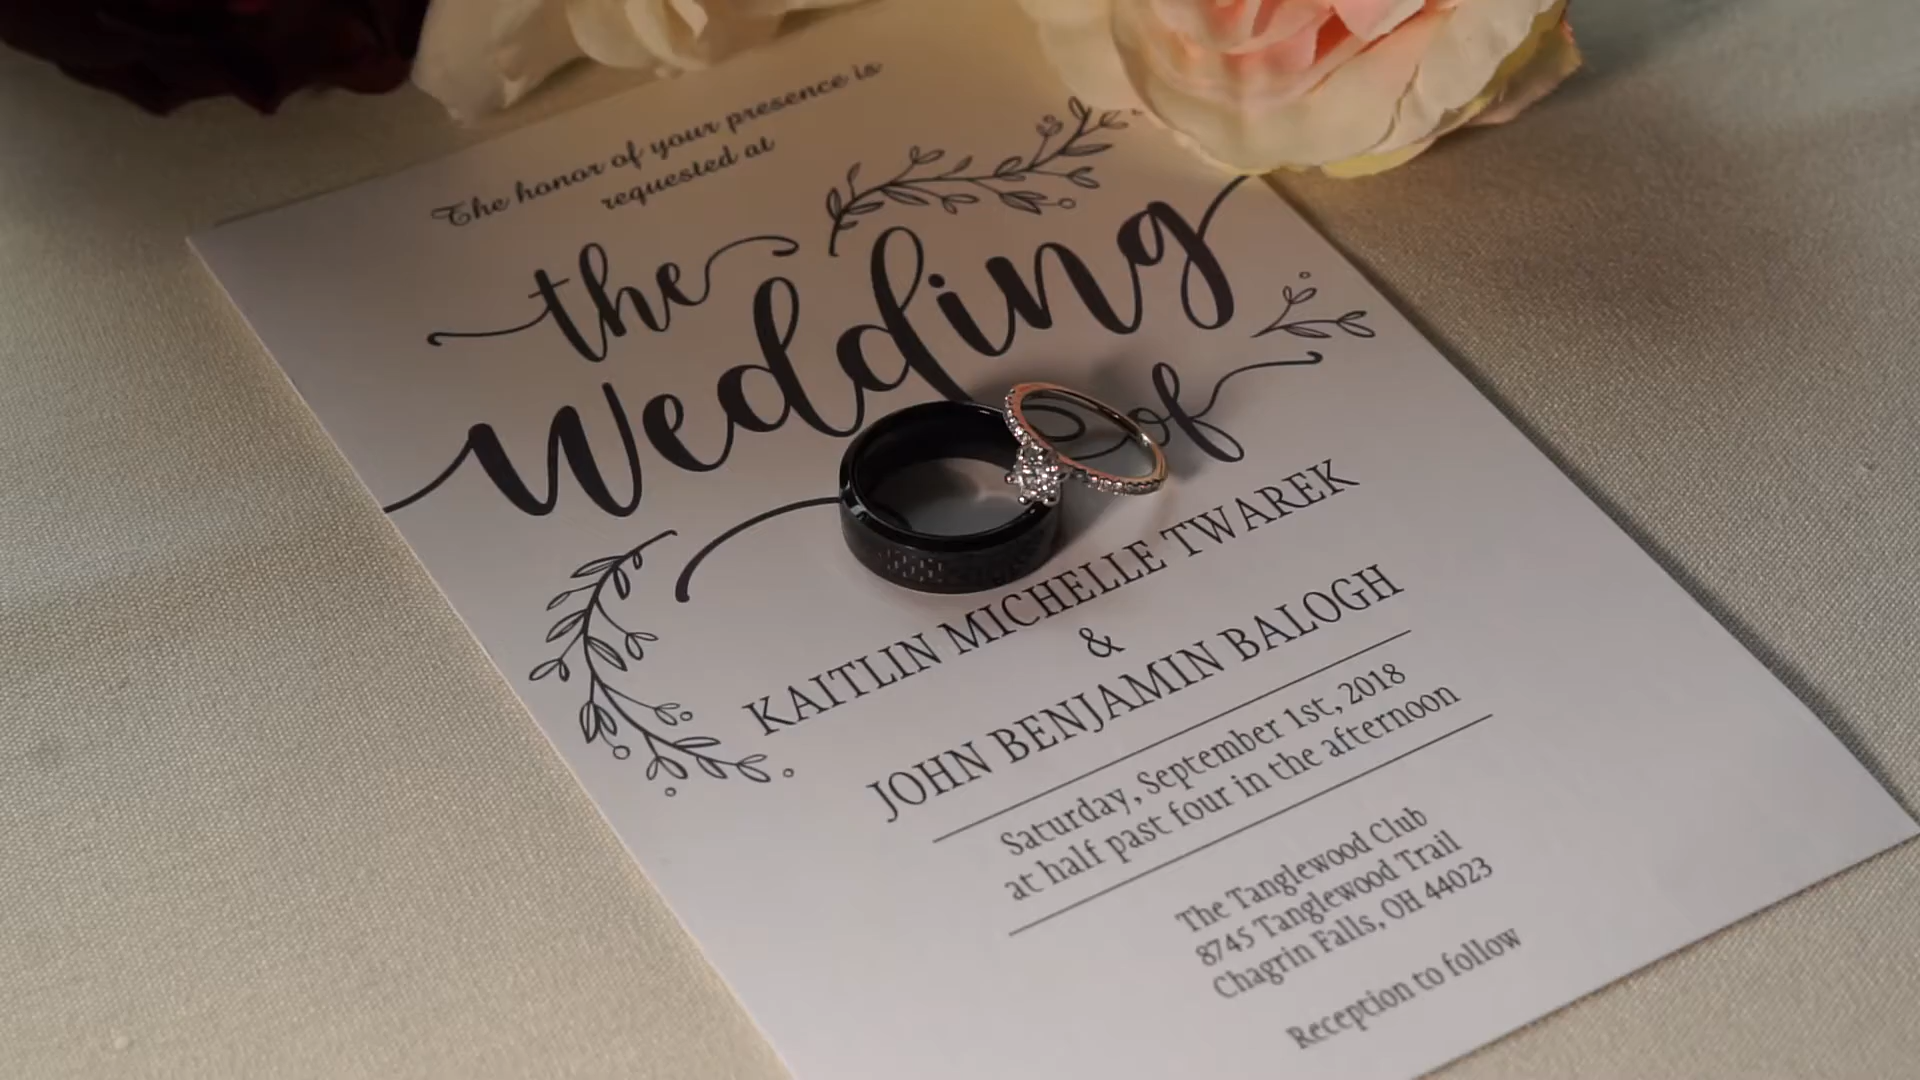 The honor of your presence is
requested at
the
wedding
of
KAITLIN MICHELLE TWAREK
&
JOHN BENJAMIN BALOGH
Saturday, September 1st, 2018
at half past four in the afternoon
The Tanglewood Club
8745 Tanglewood Trail
Chagrin Falls, OH 44023
Reception to follow